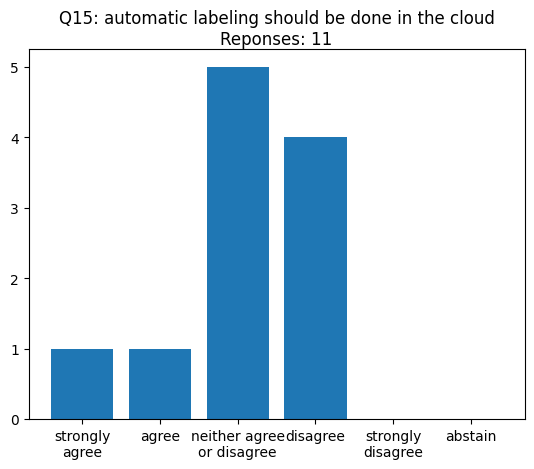 Q15: automatic labeling should be done in the cloud
Reponses: 11
5
4
3
2
1
0
strongly
agree
agree
neither agree
or disagree
disagree
strongly
disagree
abstain